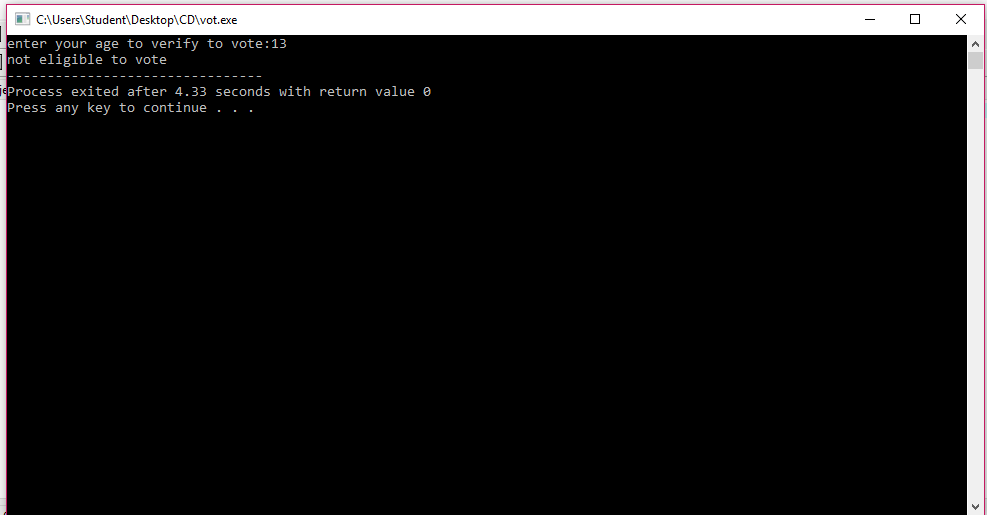 C:\Users\Student\Desktop\CD\vot.exe
enter your age to verify to vote:13
not eligible to vote
--------------------------------
Process exited after 4.33 seconds with return value 0
Press any key to continue . . .